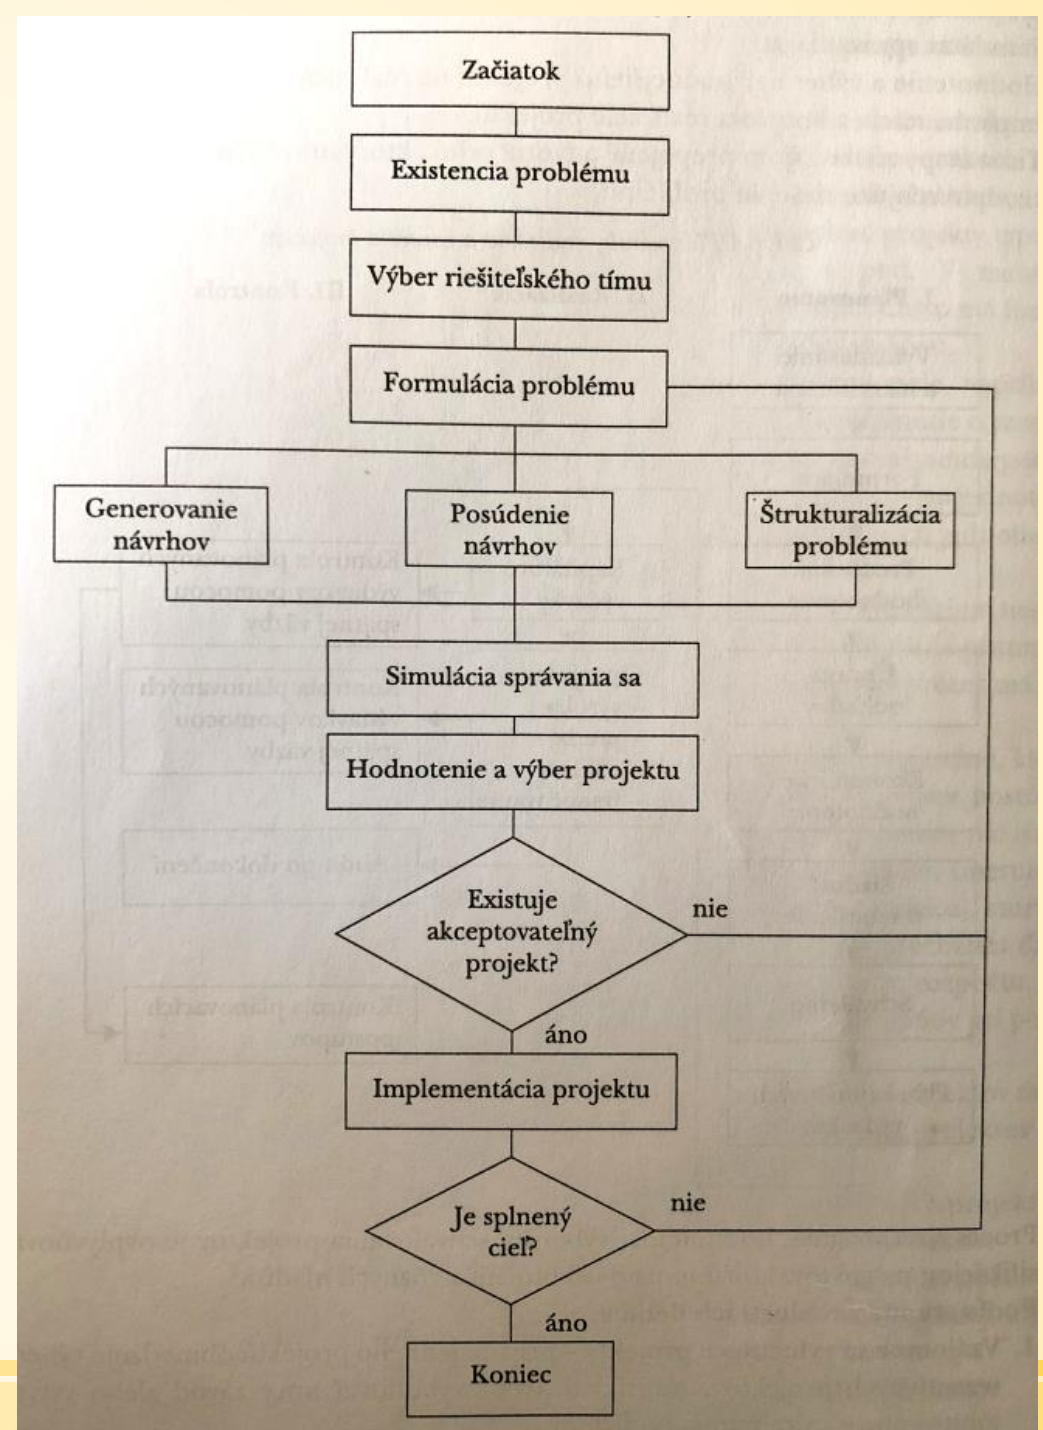 Začiatok
Existencia problému
Výber riešiteľského tímu
Formulácia problému
Generovanie
návrhov
Posúdenie
návrhov
Štrukturalizácia
problému
Simulácia správania sa
Hodnotenie a výber projektu
Existuje
akceptovateľný
projekt?
nie
áno
Implementácia projektu
Je splnený
cieľ?
nie
áno
Koniec